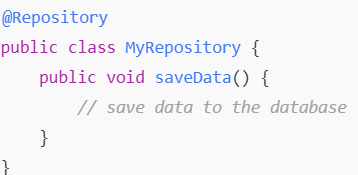 @Repository
public class MyRepository {
    public void saveData() {
        // save data to the database
    }
}